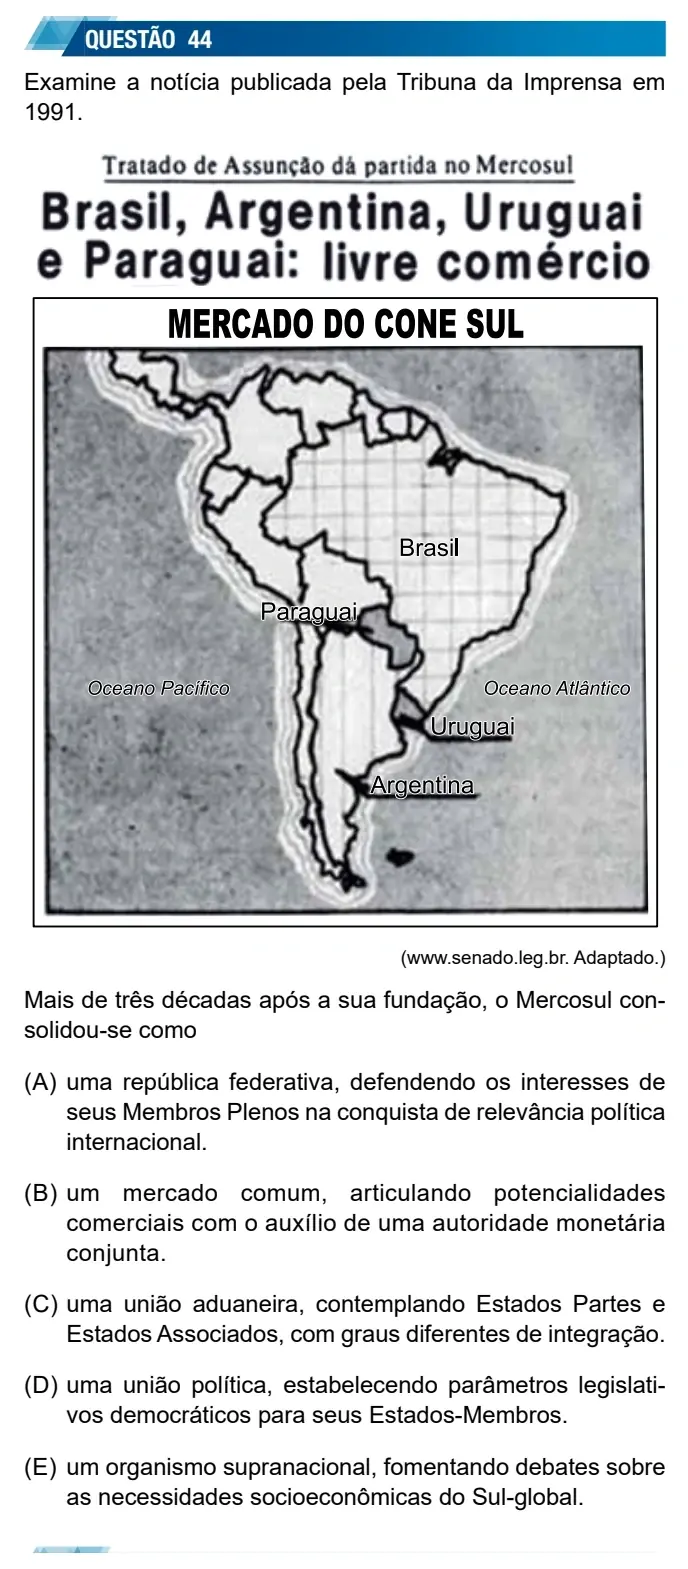 QUESTÃO 44
Examine a notícia publicada pela Tribuna da Imprensa em
1991.
Tratado de Assunção dá partida no Mercosul
Brasil, Argentina, Uruguai
e Paraguai: livre comércio
MERCADO DO CONE SUL
Brasil
Paraguai
Oceano Pacífico
Oceano Atlântico
Uruguai
Argentina
(www.senado.leg.br. Adaptado.)
Mais de três décadas após a sua fundação, o Mercosul con-
solidou-se como
(A) uma república federativa, defendendo os interesses de
seus Membros Plenos na conquista de relevância política
internacional.
(B) um mercado comum, articulando potencialidades
comerciais com o auxílio de uma autoridade monetária
conjunta.
(C) uma união aduaneira, contemplando Estados Partes e
Estados Associados, com graus diferentes de integração.
(D) uma união política, estabelecendo parâmetros legislati-
vos democráticos para seus Estados-Membros.
(E) um organismo supranacional, fomentando debates sobre
as necessidades socioeconômicas do Sul-global.